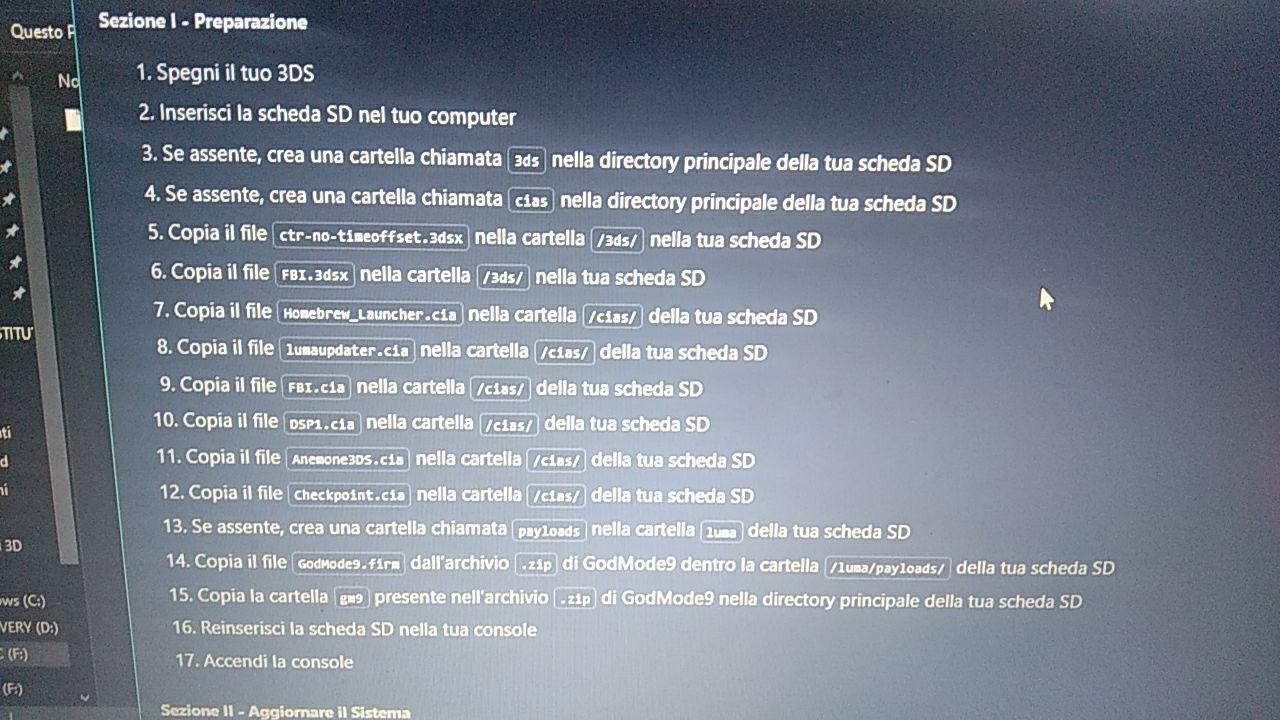 Sezione I - Preparazione
Questo P
No
1. Spegni il tuo 3DS
2. Inserisci la scheda SD nel tuo computer
3. Se assente, crea una cartella chiamata 3ds nella directory principale della tua scheda SD
4. Se assente, crea una cartella chiamata cias nella directory principale della tua scheda SD
5. Copia il file ctr-no-timeoffset.3dsx nella cartella /3ds/ nella tua scheda SD
6. Copia il file FBI.3dsx nella cartella /3ds/ nella tua scheda SD
7. Copia il file Homebrew_Launcher.cia nella cartella /cias/ della tua scheda SD
STITUT
8. Copia il file lumaupdater.cia nella cartella /cias/ della tua scheda SD
9. Copia il file FBI.cia nella cartella /cias/ della tua scheda SD
10. Copia il file DSP1.cia nella cartella /cias/ della tua scheda SD
ti
11. Copia il file Anemone3DS.cia nella cartella /cias/ della tua scheda SD
d
12. Copia il file Checkpoint.cia nella cartella /cias/ della tua scheda SD
ni
13. Se assente, crea una cartella chiamata payloads nella cartella luma della tua scheda SD
i 3D
14. Copia il file GodMode9.firm dall'archivio .zip di GodMode9 dentro la cartella /luma/payloads/ della tua scheda SD
15. Copia la cartella gm9 presente nell'archivio .zip di GodMode9 nella directory principale della tua scheda SD
ows (C:)
16. Reinserisci la scheda SD nella tua console
VERY (D:)
17. Accendi la console
C (F:)
(F:)
Sezione II - Aggiornare il Sistema